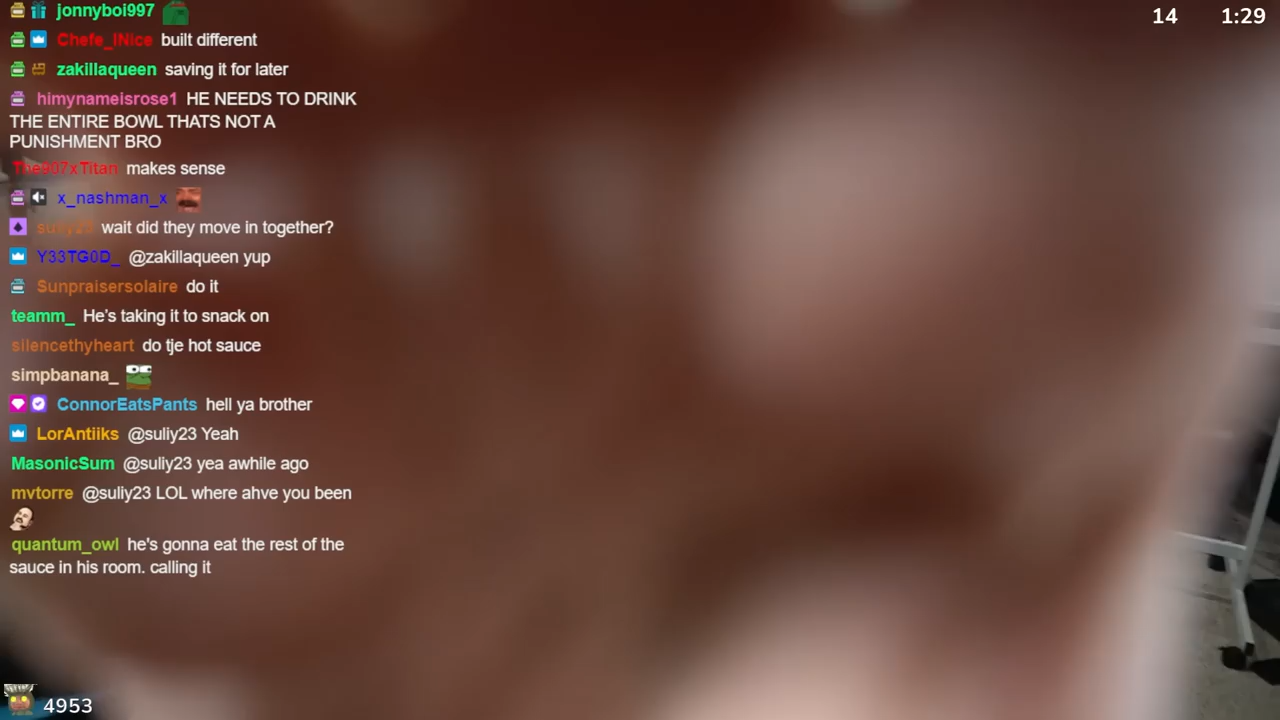 14 1:29
jonnyboi997
Chefe_INice built different
zakillaqueen saving it for later
himynameisrose1 HE NEEDS TO DRINK
THE ENTIRE BOWL THATS NOT A
PUNISHMENT BRO
The907xTitan makes sense
x_nashman_x
suliy23 wait did they move in together?
Y33TG0D_ @zakillaqueen yup
Sunpraisersolaire do it
teamm_ He's taking it to snack on
silencethyheart do tje hot sauce
simpbanana_
ConnorEatsPants hell ya brother
LorAntiiks @suliy23 Yeah
MasonicSum @suliy23 yea awhile ago
mvtorre @suliy23 LOL where ahve you been
quantum_owl he's gonna eat the rest of the
sauce in his room. calling it
4953